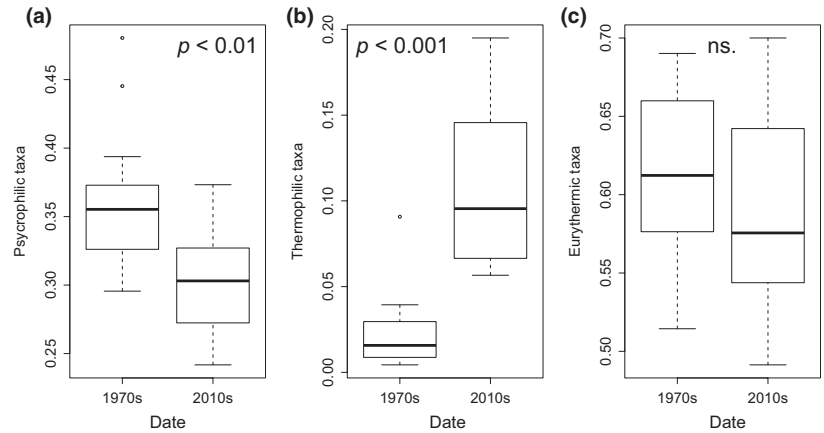 (a)
p < 0.01
Psycrophilic taxa
0.45
0.40
0.35
0.30
0.25
1970s
2010s
Date
(b)
p < 0.001
Thermophilic taxa
0.20
0.15
0.10
0.05
0.00
1970s
2010s
Date
(c)
ns.
Eurythermic taxa
0.70
0.65
0.60
0.55
0.50
1970s
2010s
Date